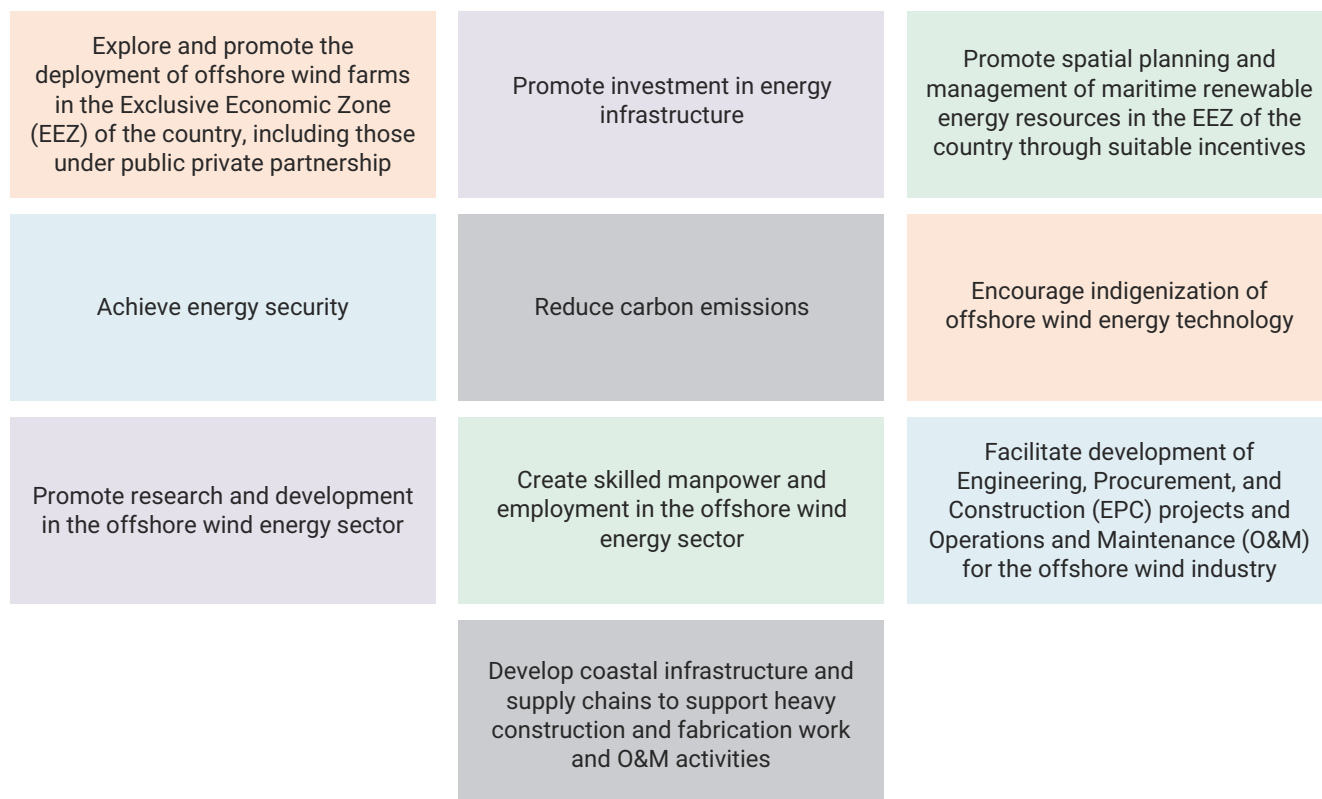 Explore and promote the
deployment of offshore wind farms
in the Exclusive Economic Zone
(EEZ) of the country, including those
under public private partnership
Promote investment in energy
infrastructure
Promote spatial planning and
management of maritime renewable
energy resources in the EEZ of the
country through suitable incentives
Achieve energy security
Reduce carbon emissions
Encourage indigenization of
offshore wind energy technology
Promote research and development
in the offshore wind energy sector
Create skilled manpower and
employment in the offshore wind
energy sector
Facilitate development of
Engineering, Procurement, and
Construction (EPC) projects and
Operations and Maintenance (O&M)
for the offshore wind industry
Develop coastal infrastructure and
supply chains to support heavy
construction and fabrication work
and O&M activities